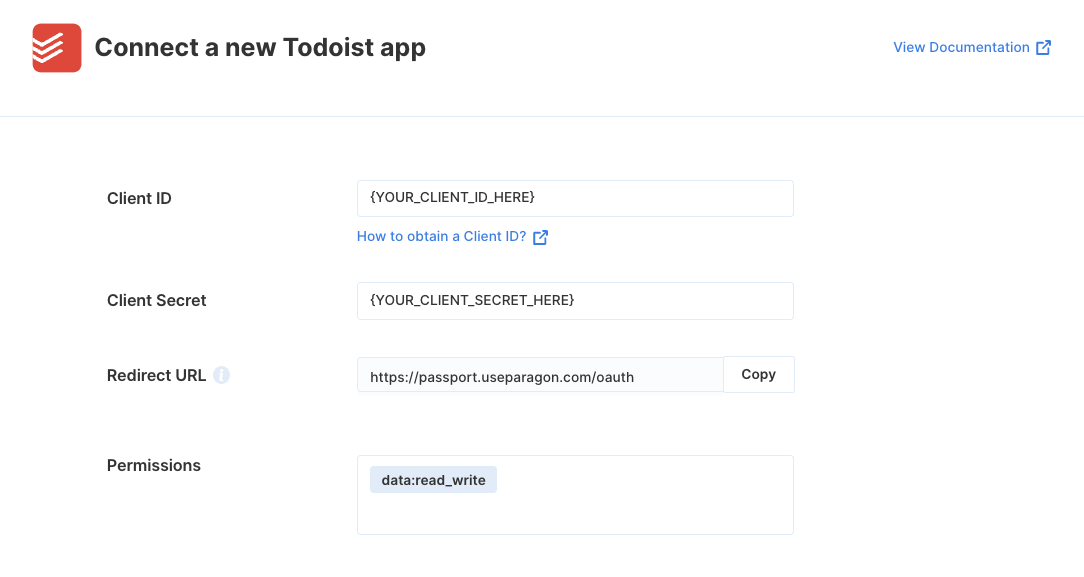 Connect a new Todoist app
View Documentation
Client ID
{YOUR_CLIENT_ID_HERE}
How to obtain a Client ID?
Client Secret
{YOUR_CLIENT_SECRET_HERE}
Redirect URL
https://passport.useparagon.com/oauth
Copy
Permissions
data:read_write